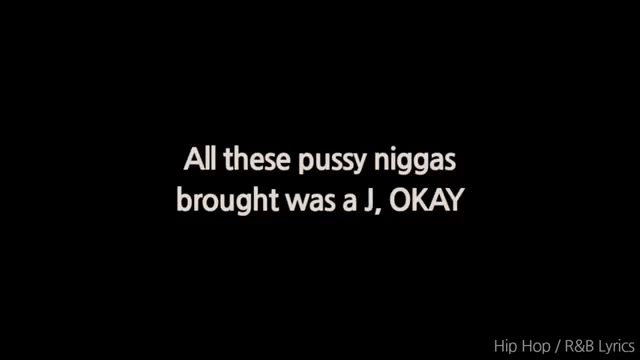 All these pussy niggas
brought was a J, OKAY
Hip Hop / R&B Lyrics